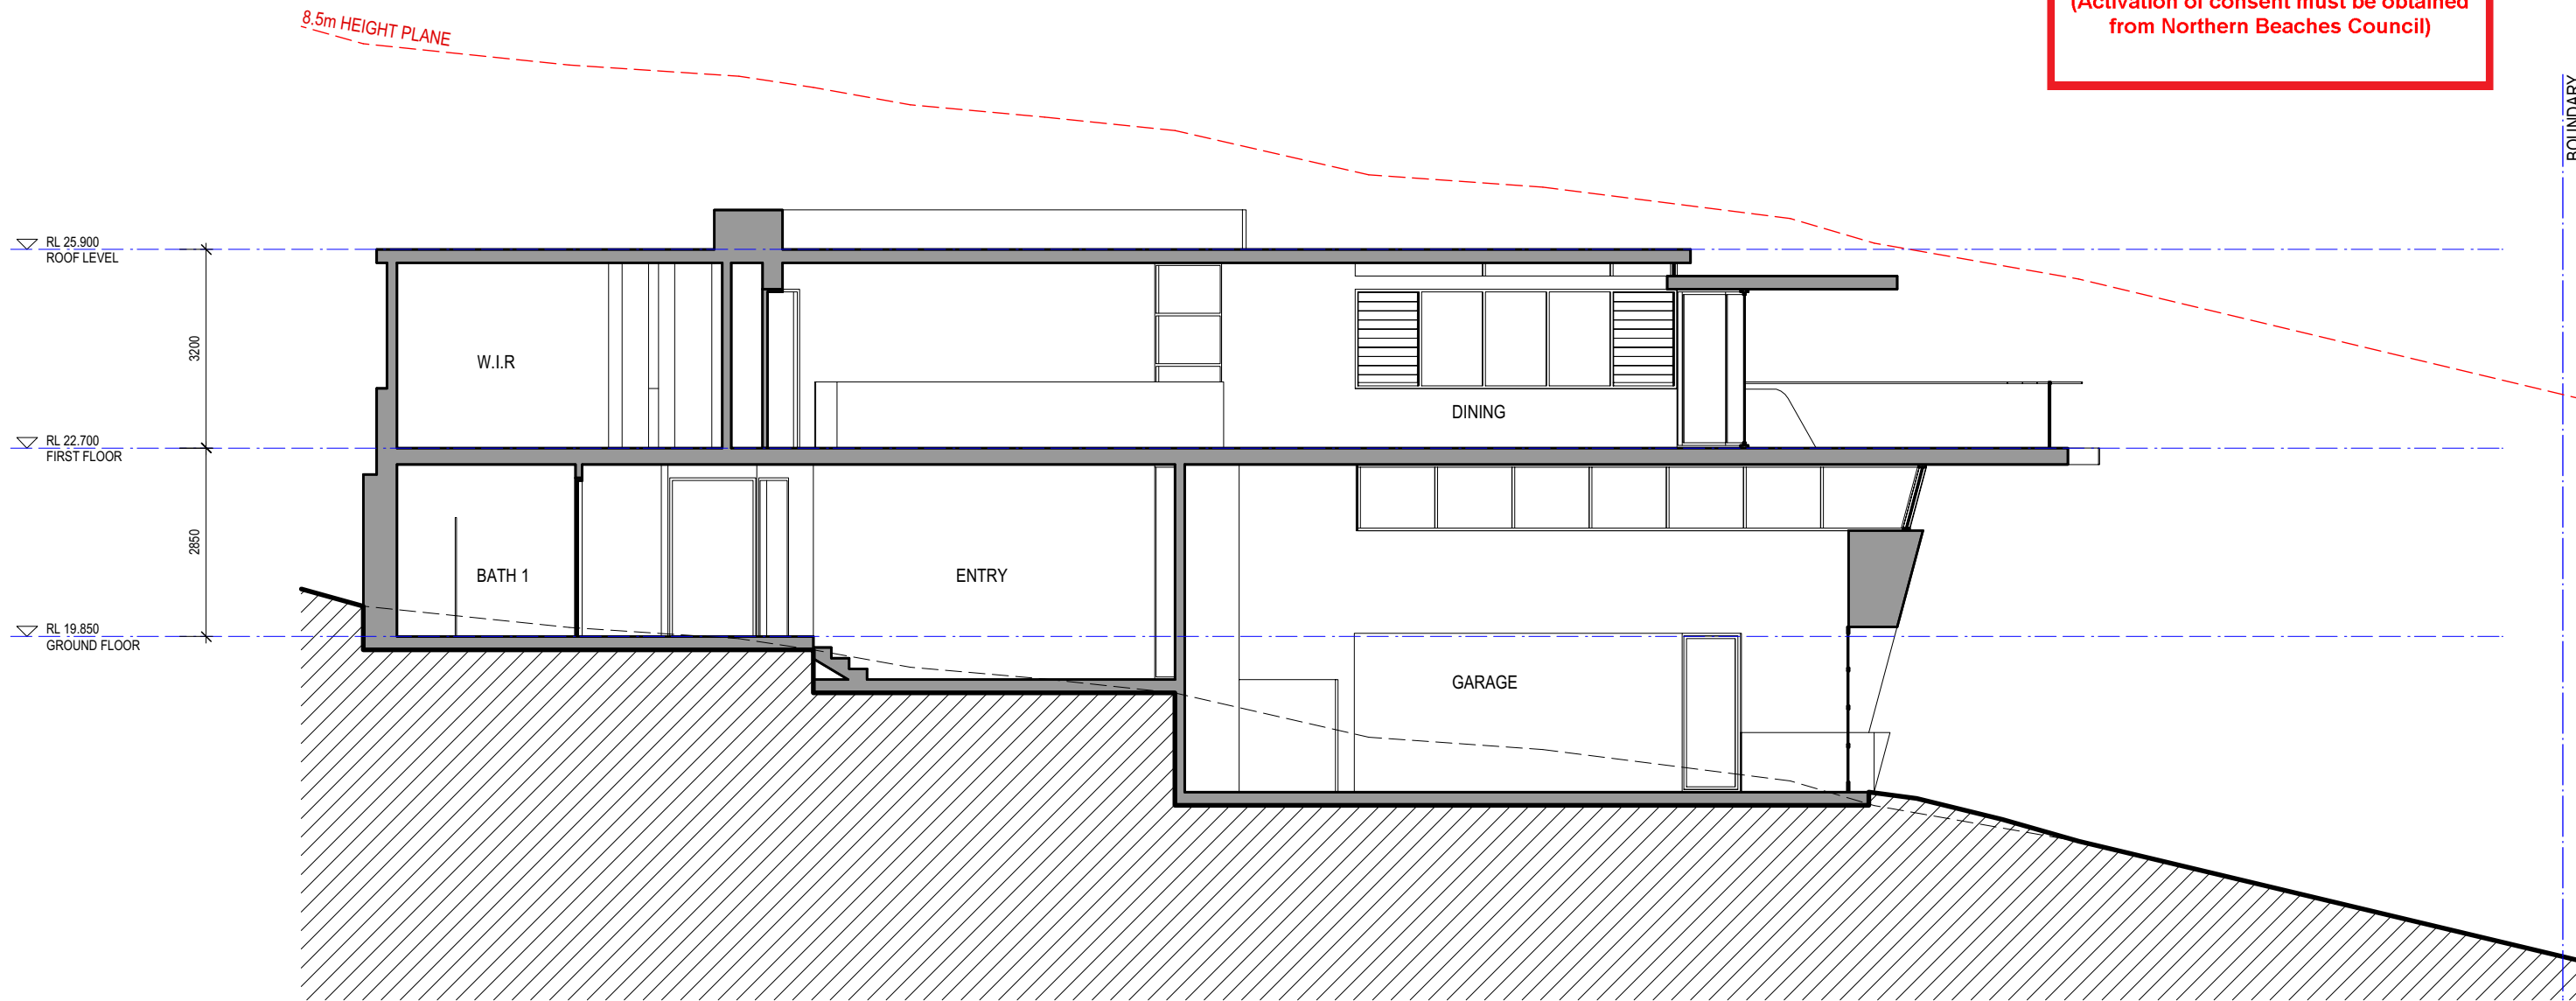 (Activation of consent must be obtained
from Northern Beaches Council)
8.5m HEIGHT PLANE
BOUNDARY
RL 25.900
ROOF LEVEL
3200
W.I.R
DINING
RL 22.700
FIRST FLOOR
2850
BATH 1
ENTRY
RL 19.850
GROUND FLOOR
GARAGE